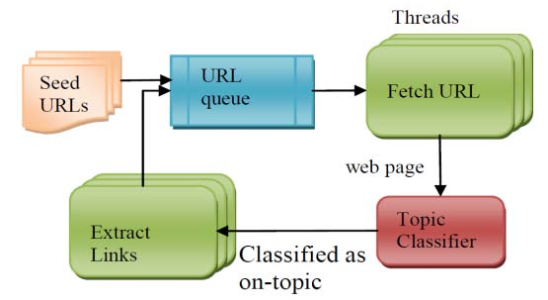 Threads
Seed
URLs
URL
queue
Fetch URL
web page
Topic
Classifier
Classified as
on-topic
Extract
Links